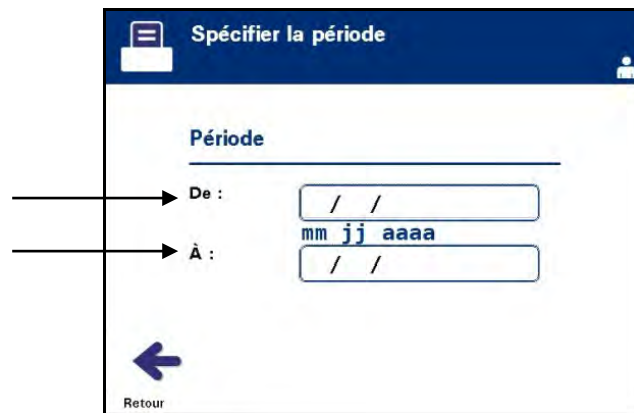 Spécifier la période
Période
De :
/ /
mm jj aaaa
À :
/ /
Retour